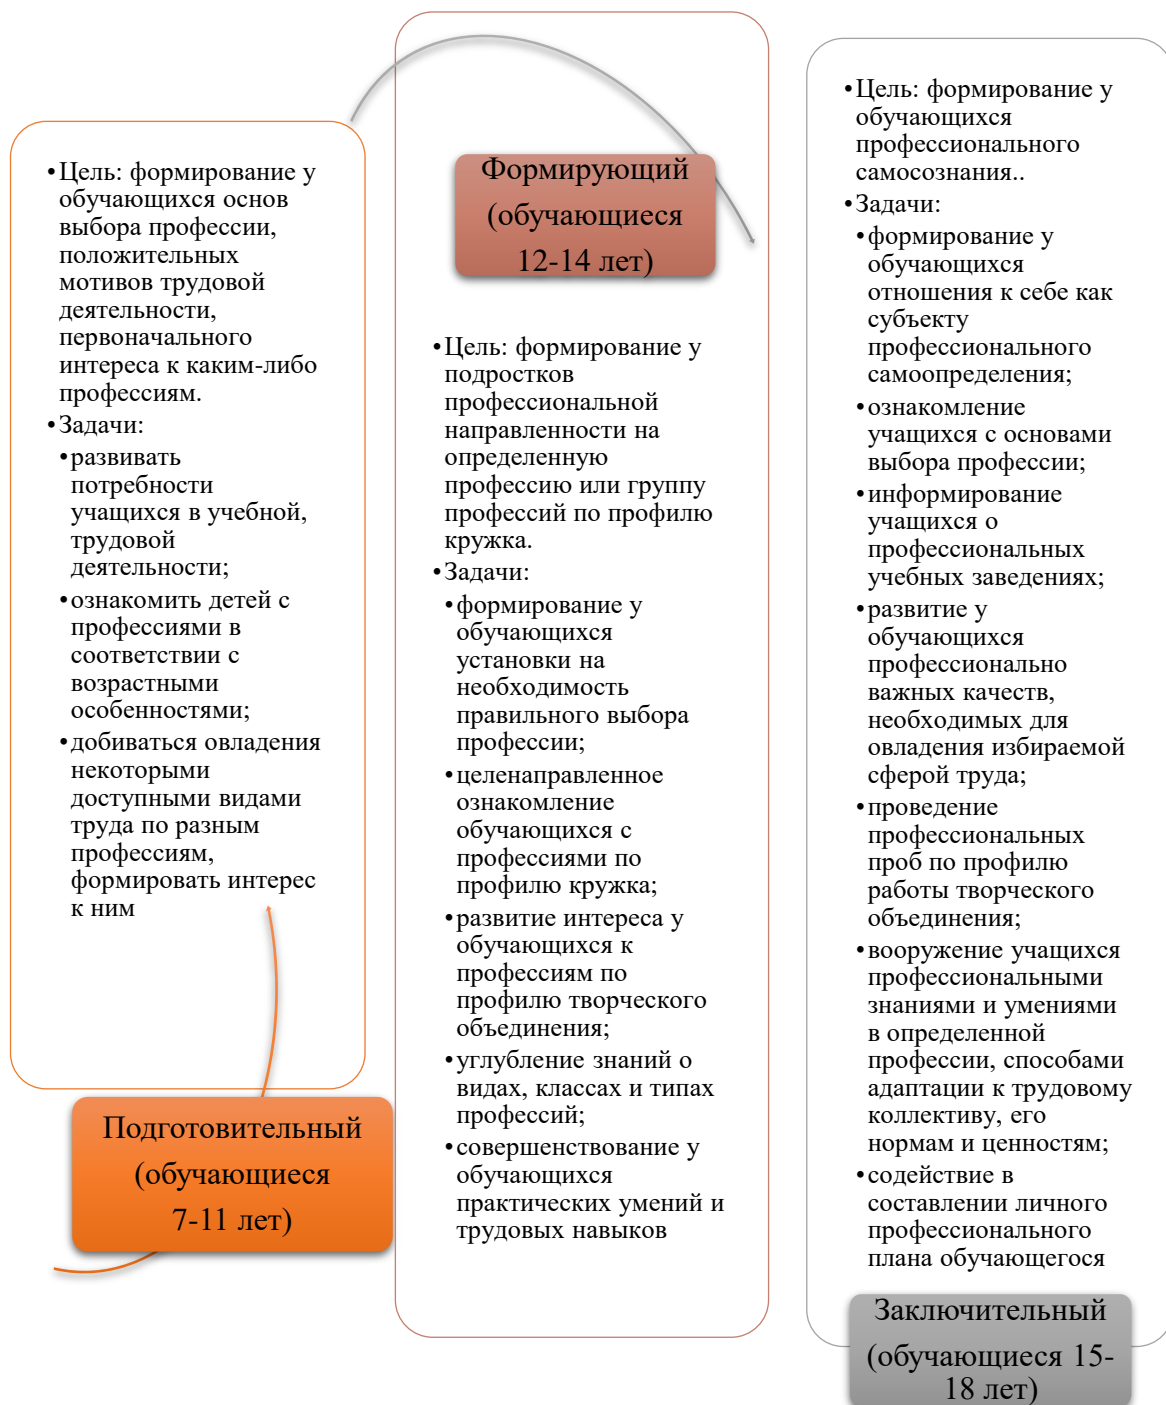 •Цель: формирование у
обучающихся основ
выбора профессии,
положительных
мотивов трудовой
деятельности,
первоначального
интереса к каким-либо
профессиям.
•Задачи:
•развивать
потребности
учащихся в учебной,
трудовой
деятельности;
•ознакомить детей с
профессиями в
соответствии с
возрастными
особенностями;
•добиваться овладения
некоторыми
доступными видами
труда по разным
профессиям,
формировать интерес
к ним
Подготовительный
(обучающиеся
7-11 лет)
Формирующий
(обучающиеся
12-14 лет)
•Цель: формирование у
подростков
профессиональной
направленности на
определенную
профессию или группу
профессий по профилю
кружка.
•Задачи:
•формирование у
обучающихся
установки на
необходимость
правильного выбора
профессии;
•целенаправленное
ознакомление
обучающихся с
профессиями по
профилю кружка;
•развитие интереса у
обучающихся к
профессиям по
профилю творческого
объединения;
•углубление знаний о
видах, классах и типах
профессий;
•совершенствование у
обучающихся
практических умений и
трудовых навыков
•Цель: формирование у
обучающихся
профессионального
самосознания..
•Задачи:
•формирование у
обучающихся
отношения к себе как
субъекту
профессионального
самоопределения;
•ознакомление
учащихся с основами
выбора профессии;
•информирование
учащихся о
профессиональных
учебных заведениях;
•развитие у
обучающихся
профессионально
важных качеств,
необходимых для
овладения избираемой
сферой труда;
•проведение
профессиональных
проб по профилю
работы творческого
объединения;
•вооружение учащихся
профессиональными
знаниями и умениями
в определенной
профессии, способами
адаптации к трудовому
коллективу, его
нормам и ценностям;
•содействие в
составлении личного
профессионального
плана обучающегося
Заключительный
(обучающиеся 15-
18 лет)